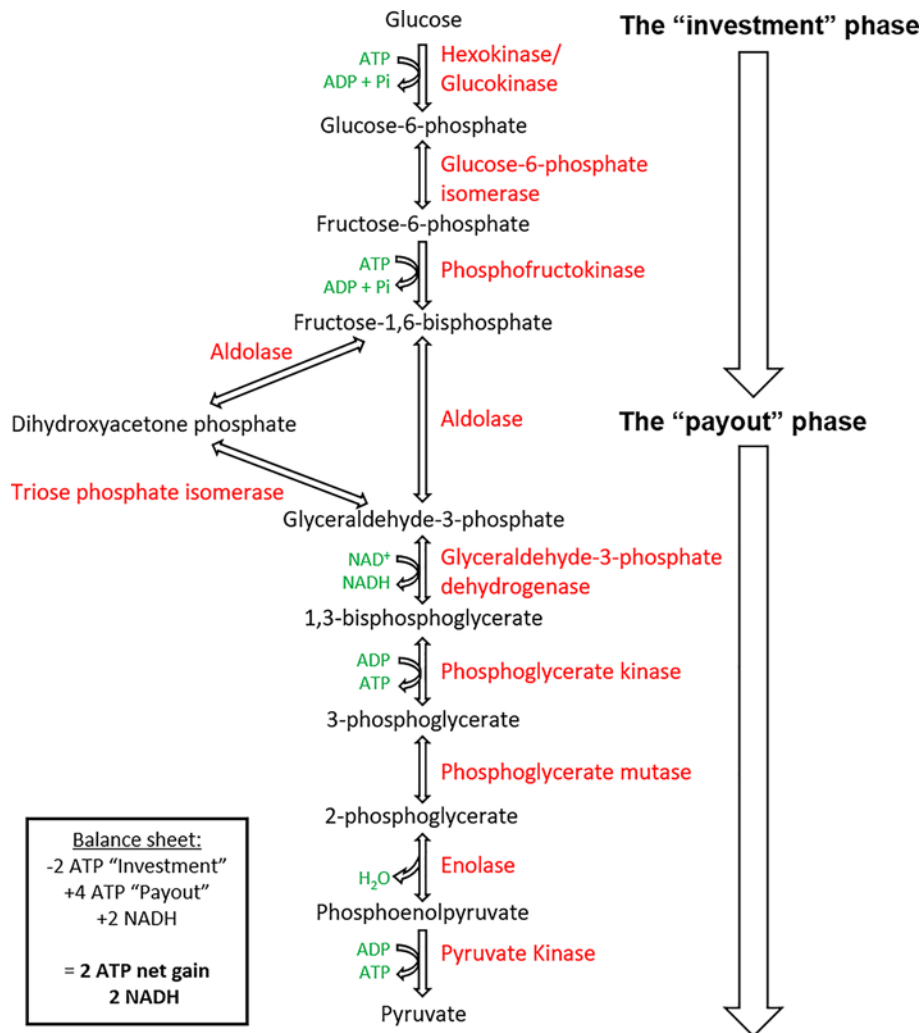 Glucose
The “investment” phase
ATP
ADP + Pi
Hexokinase/
Glucokinase
Glucose-6-phosphate
Glucose-6-phosphate
isomerase
Fructose-6-phosphate
ATP
ADP + Pi
Phosphofructokinase
Fructose-1,6-bisphosphate
Aldolase
Dihydroxyacetone phosphate
Aldolase
The “payout” phase
Triose phosphate isomerase
Glyceraldehyde-3-phosphate
NAD⁺
NADH
Glyceraldehyde-3-phosphate
dehydrogenase
1,3-bisphosphoglycerate
ADP
ATP
Phosphoglycerate kinase
3-phosphoglycerate
Phosphoglycerate mutase
2-phosphoglycerate
H₂O
Enolase
Phosphoenolpyruvate
ADP
ATP
Pyruvate Kinase
Pyruvate
Balance sheet:
-2 ATP “Investment”
+4 ATP “Payout”
+2 NADH
= 2 ATP net gain
2 NADH